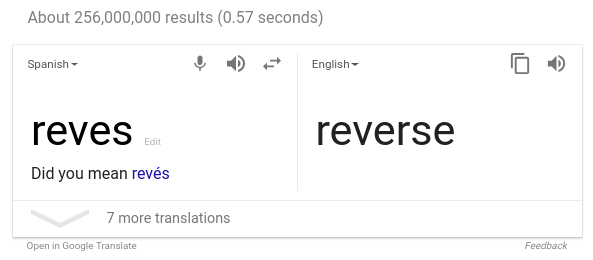 About 256,000,000 results (0.57 seconds)
Spanish English
reves Edit reverse
Did you mean revés
7 more translations
Open in Google Translate Feedback